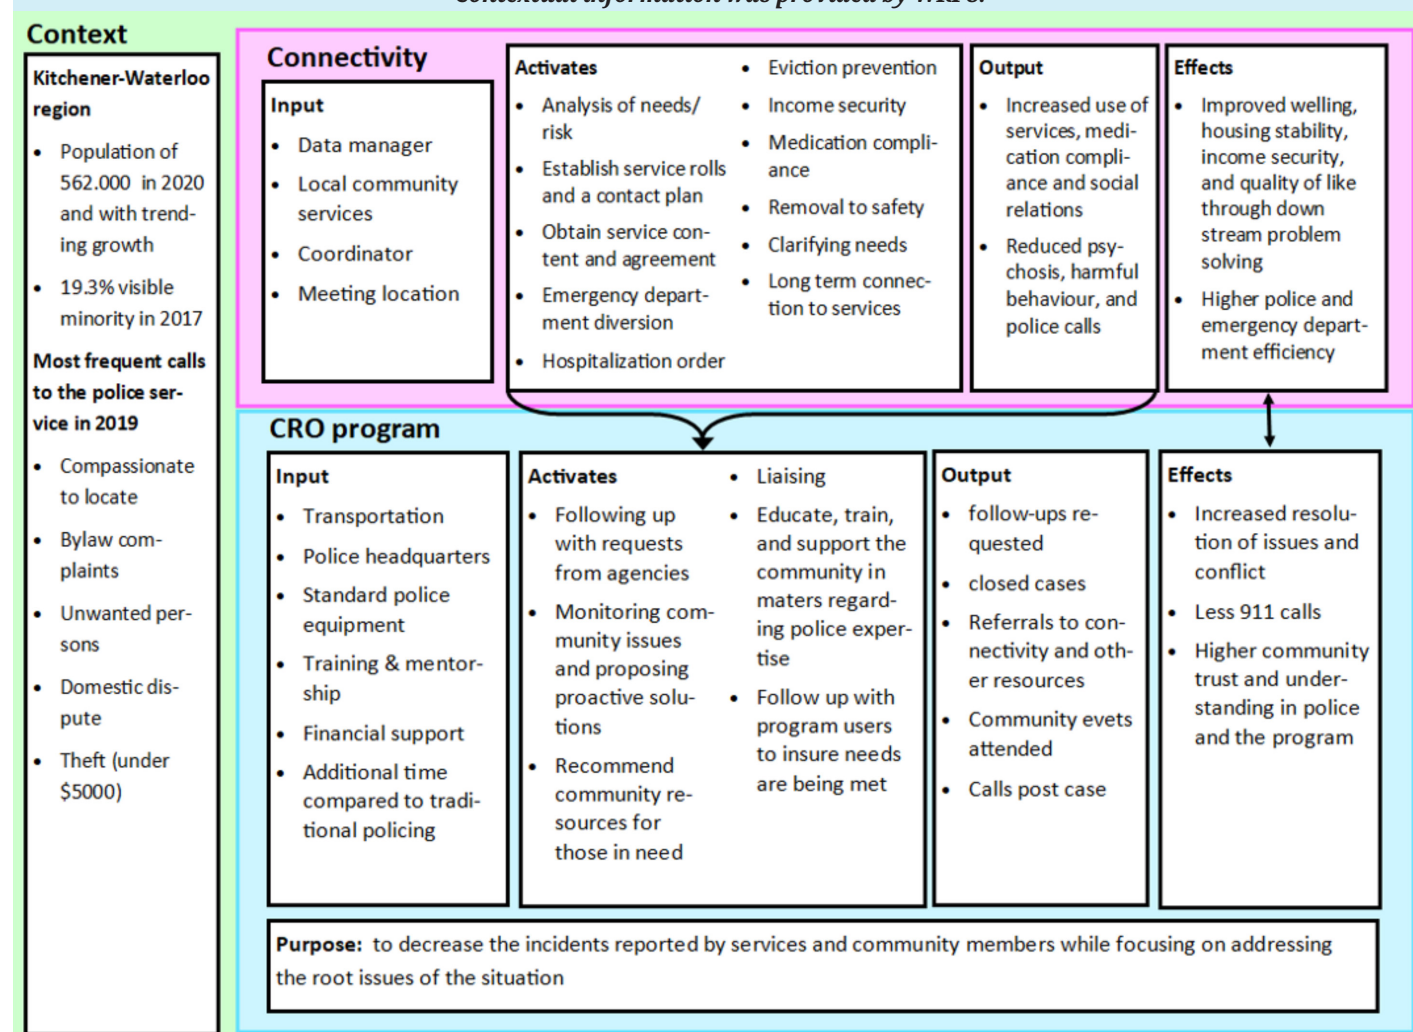 Context
Kitchener-Waterloo
region
• Population of
562.000 in 2020
and with trend-
ing growth
• 19.3% visible
minority in 2017
Most frequent calls
to the police ser-
vice in 2019
• Compassionate
to locate
• Bylaw com-
plaints
• Unwanted per-
sons
• Domestic dis-
pute
• Theft (under
$5000)
Connectivity
Input
• Data manager
• Local community
services
• Coordinator
• Meeting location
Activates
• Analysis of needs/
risk
• Establish service rolls
and a contact plan
• Obtain service con-
tent and agreement
• Emergency depart-
ment diversion
• Hospitalization order
• Eviction prevention
• Income security
• Medication compli-
ance
• Removal to safety
• Clarifying needs
• Long term connec-
tion to services
Output
• Increased use of
services, medi-
cation compli-
ance and social
relations
• Reduced psy-
chosis, harmful
behaviour, and
police calls
Effects
• Improved welling,
housing stability,
income security,
and quality of like
through down
stream problem
solving
• Higher police and
emergency depart-
ment efficiency
CRO program
Input
• Transportation
• Police headquarters
• Standard police
equipment
• Training & mentor-
ship
• Financial support
• Additional time
compared to tradi-
tional policing
Activates
• Following up
with requests
from agencies
• Monitoring com-
munity issues
and proposing
proactive solu-
tions
• Recommend
community re-
sources for
those in need
• Liaising
• Educate, train,
and support the
community in
maters regard-
ing police exper-
tise
• Follow up with
program users
to insure needs
are being met
Output
• follow-ups re-
quested
• closed cases
• Referrals to con-
nectivity and oth-
er resources
• Community evets
attended
• Calls post case
Effects
• Increased resolu-
tion of issues and
conflict
• Less 911 calls
• Higher community
trust and under-
standing in police
and the program
Purpose: to decrease the incidents reported by services and community members while focusing on addressing
the root issues of the situation